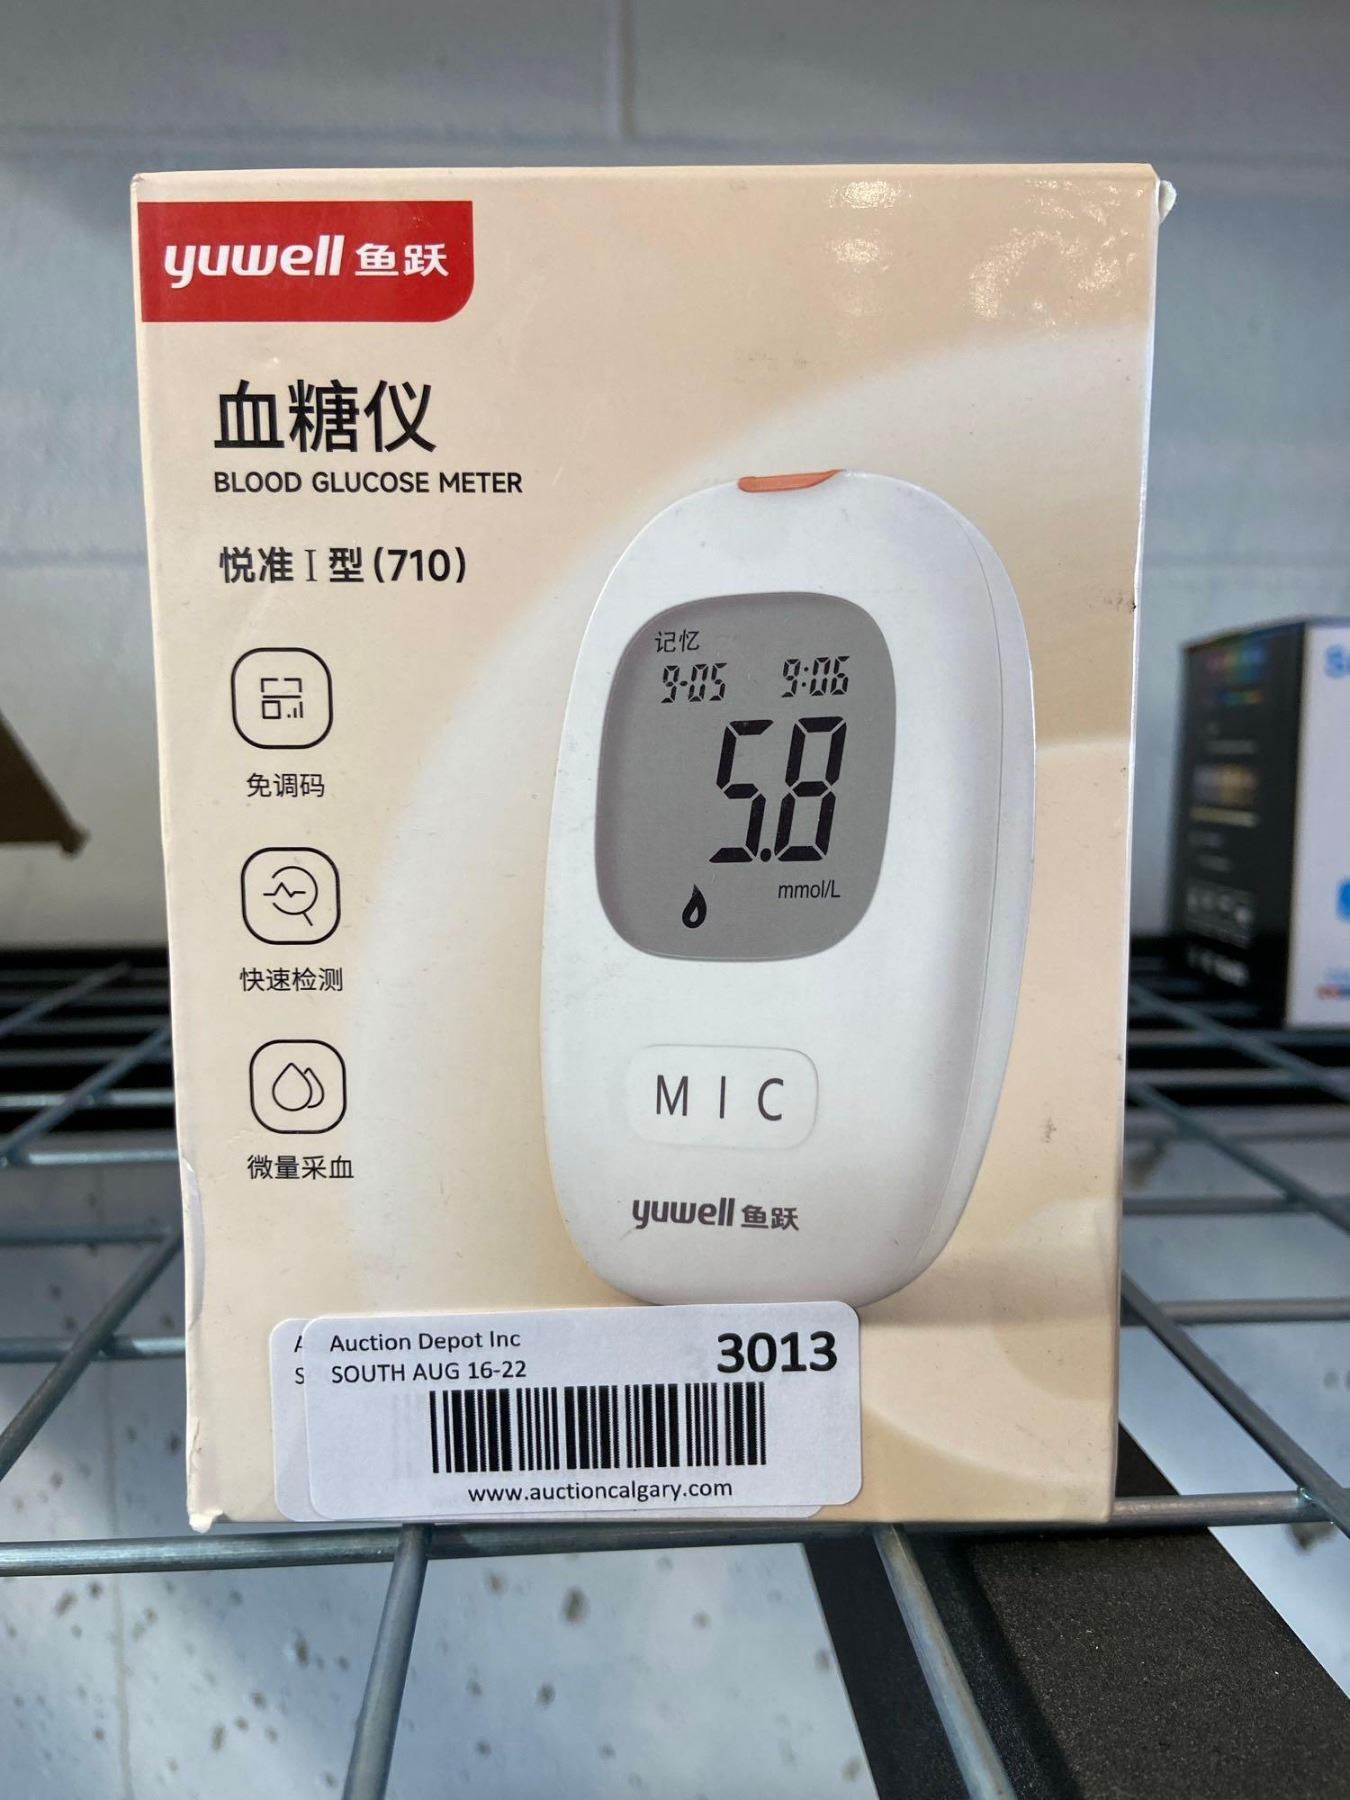 yuwell 鱼跃
血糖仪
BLOOD GLUCOSE METER
悦准 I 型 (710)
免调码
快速检测
微量采血
记忆
9-05 9:06
5.8
mmol/L
M | C
yuwell 鱼跃
A
S
Auction Depot Inc
3013
SOUTH AUG 16-22
www.auctioncalgary.com